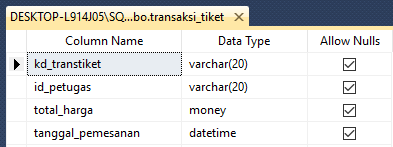 DESKTOP-L914J05\SQ...bo.transaksi_tiket
Column Name Data Type Allow Nulls
kd_transtiket varchar(20)
id_petugas varchar(20)
total_harga money
tanggal_pemesanan datetime